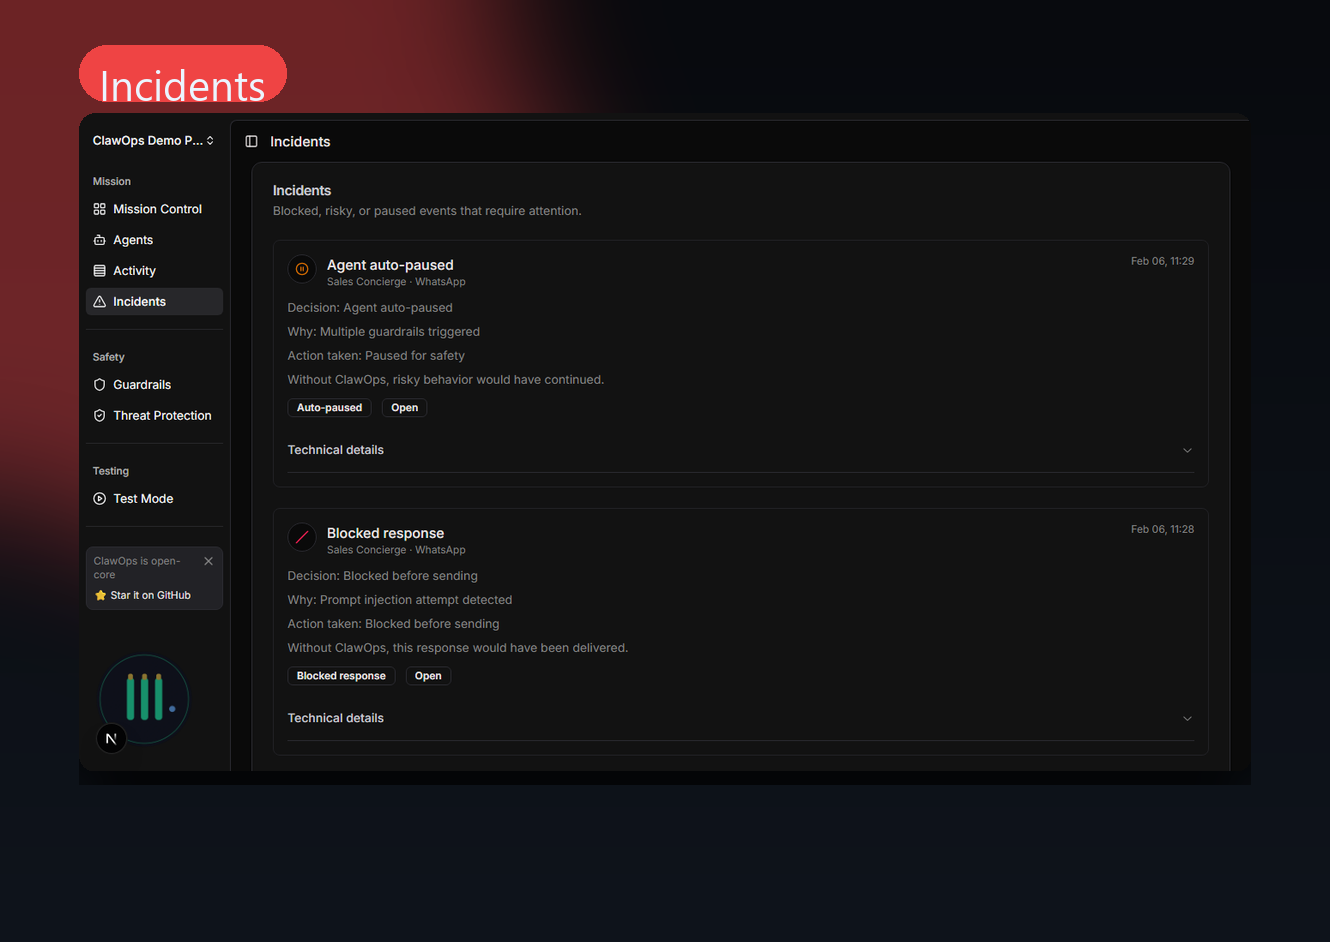 Incidents
ClawOps Demo P...
Mission
Mission Control
Agents
Activity
Incidents
Safety
Guardrails
Threat Protection
Testing
Test Mode
ClawOps is open-
core
Star it on GitHub
N
Incidents
Incidents
Blocked, risky, or paused events that require attention.
Agent auto-paused
Feb 06, 11:29
Sales Concierge · WhatsApp
Decision: Agent auto-paused
Why: Multiple guardrails triggered
Action taken: Paused for safety
Without ClawOps, risky behavior would have continued.
Auto-paused
Open
Technical details
Blocked response
Feb 06, 11:28
Sales Concierge · WhatsApp
Decision: Blocked before sending
Why: Prompt injection attempt detected
Action taken: Blocked before sending
Without ClawOps, this response would have been delivered.
Blocked response
Open
Technical details